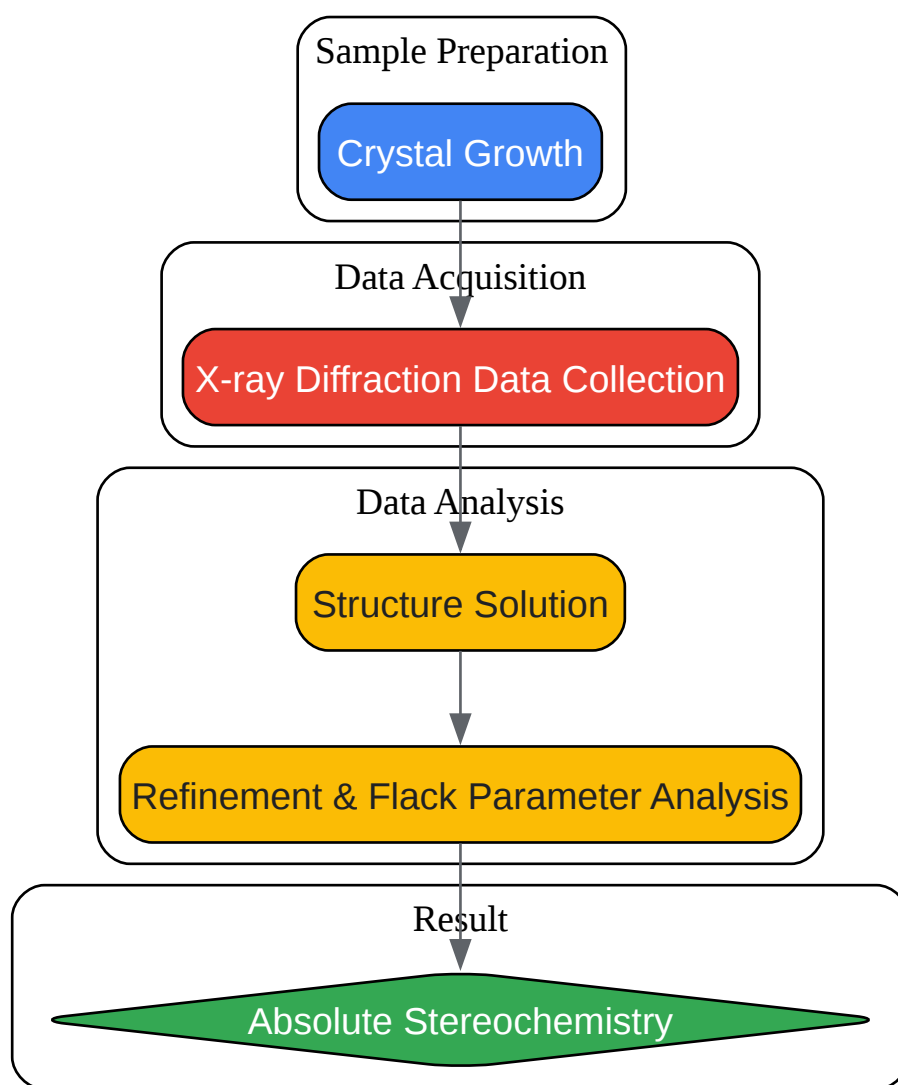 Sample Preparation
Crystal Growth
Data Acquisition
X-ray Diffraction Data Collection
Data Analysis
Structure Solution
Refinement & Flack Parameter Analysis
Result
Absolute Stereochemistry